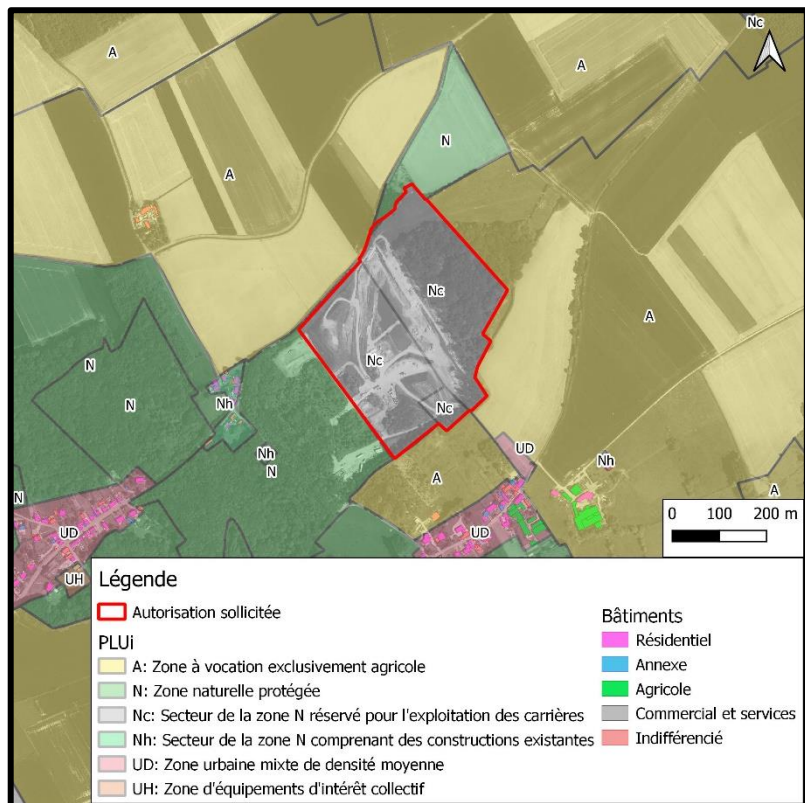 Nc
A
A
N
A
Nc
A
N
Nc
N
Nh
Nc
Nh
N
UD
Nh
A
A
N
UD
UD
UH
0 100 200 m
Légende
Autorisation sollicitée
PLUi
A: Zone à vocation exclusivement agricole
N: Zone naturelle protégée
Nc: Secteur de la zone N réservé pour l'exploitation des carrières
Nh: Secteur de la zone N comprenant des constructions existantes
UD: Zone urbaine mixte de densité moyenne
UH: Zone d'équipements d'intérêt collectif
Bâtiments
Résidentiel
Annexe
Agricole
Commercial et services
Indifférencié